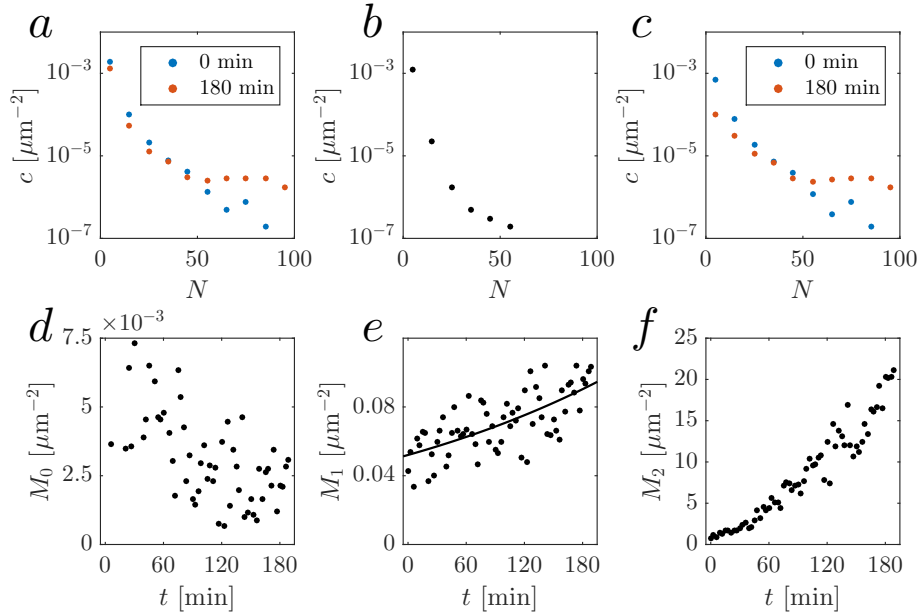 a
b
c
10^{-3}
10^{-5}
10^{-7}
c [μm^{-2}]
0 min
180 min
0
50
100
N
10^{-3}
10^{-5}
10^{-7}
c [μm^{-2}]
0
50
100
N
10^{-3}
10^{-5}
10^{-7}
c [μm^{-2}]
0 min
180 min
0
50
100
N
d
e
f
×10^{-3}
7.5
5
2.5
0
M_0 [μm^{-2}]
0
60
120
180
t [min]
0.08
0.04
0
M_1 [μm^{-2}]
0
60
120
180
t [min]
25
20
15
10
5
0
M_2 [μm^{-2}]
0
60
120
180
t [min]